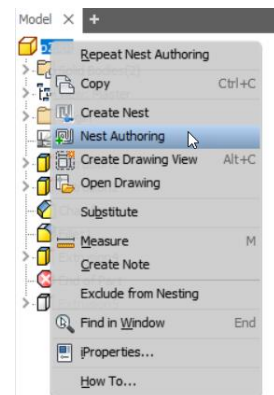 Model × +
Repeat Nest Authoring
Copy Ctrl+C
Create Nest
Nest Authoring
Create Drawing View Alt+C
Open Drawing
Substitute
Measure M
Create Note
Exclude from Nesting
Find in Window End
iProperties...
How To...